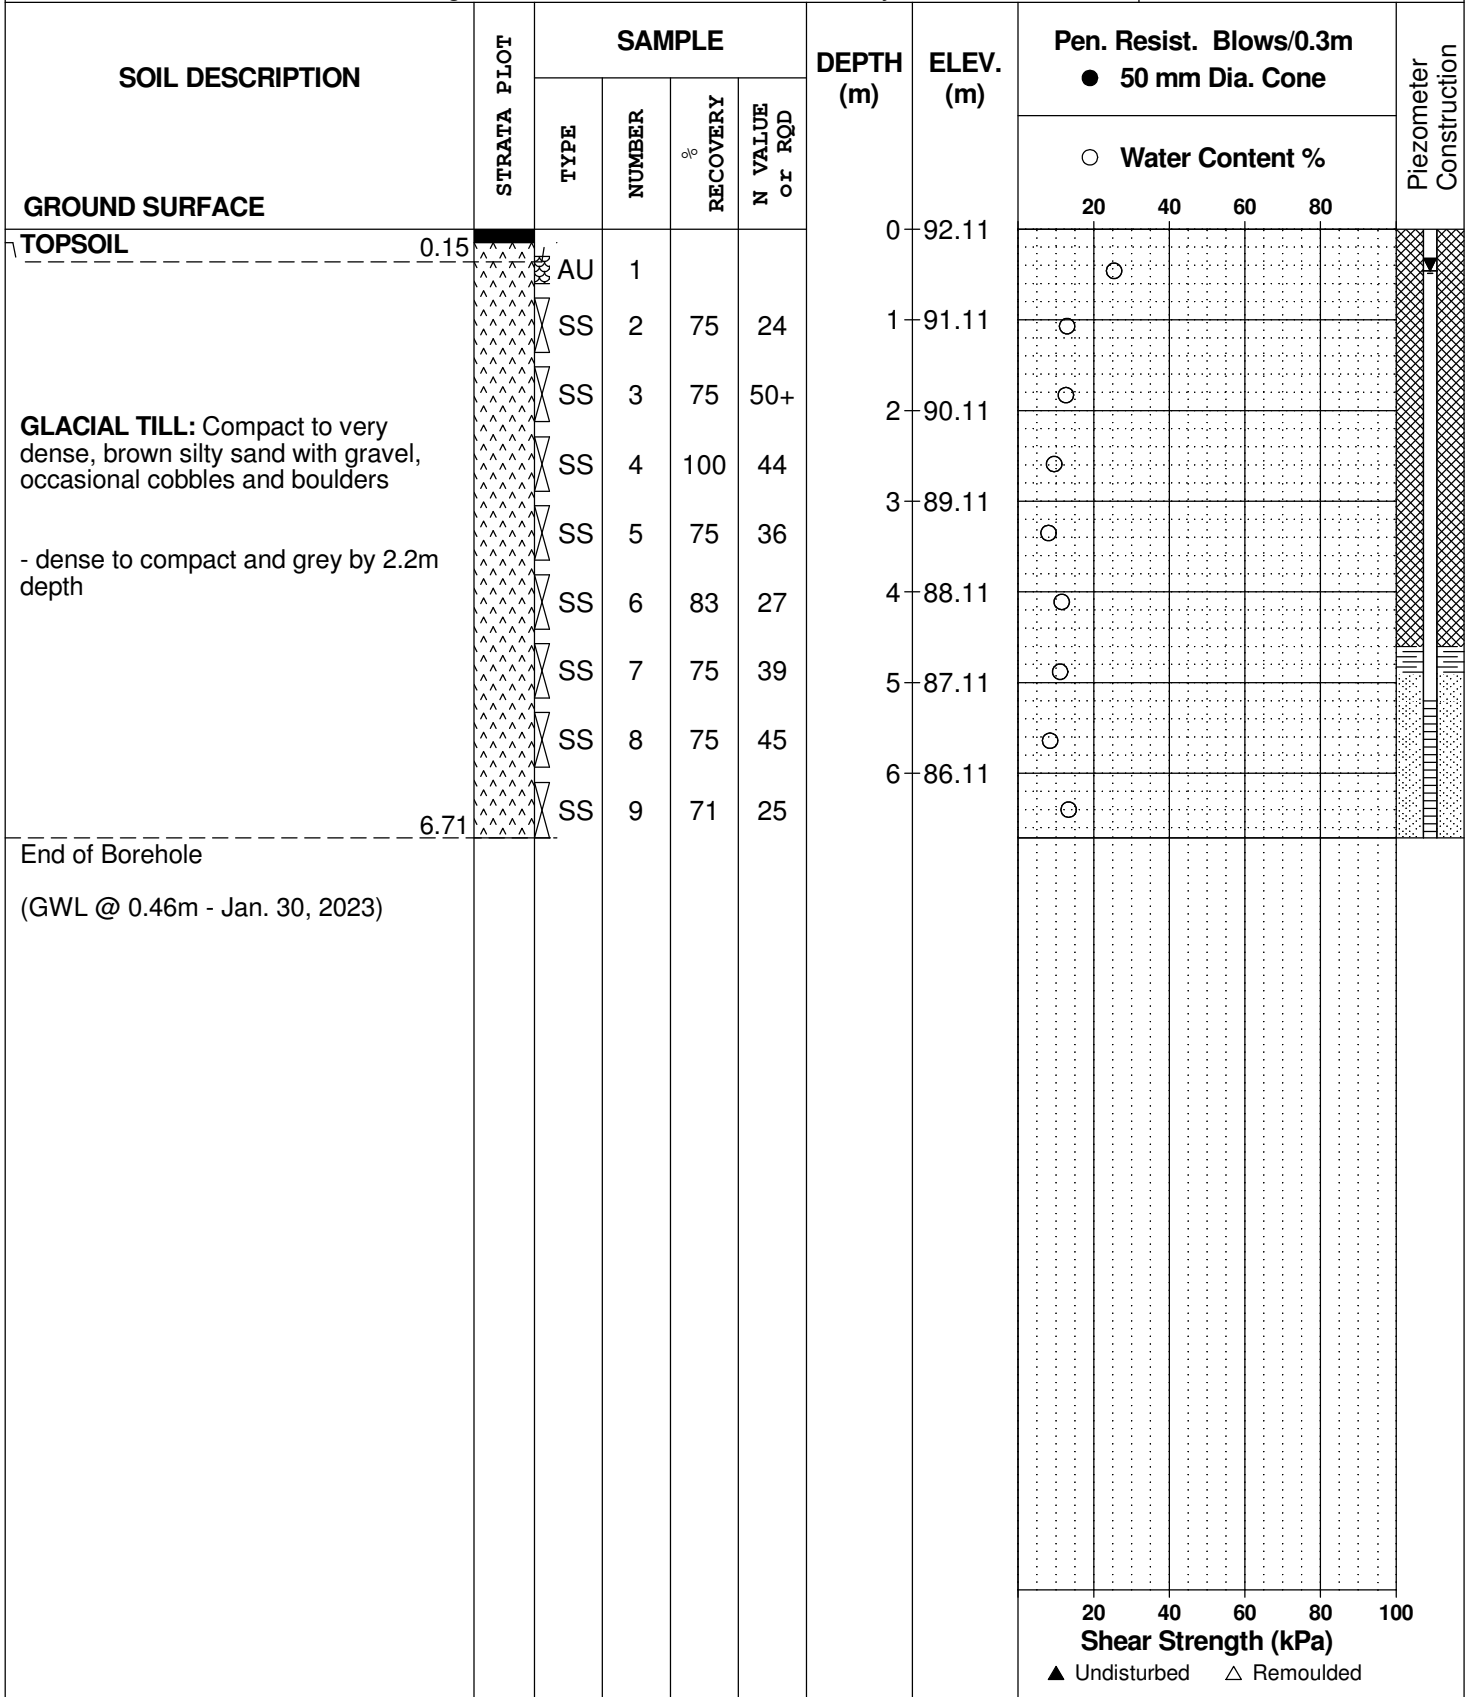 SOIL DESCRIPTION
GROUND SURFACE
STRATA PLOT
SAMPLE
TYPE
NUMBER
% RECOVERY
N VALUE or RQD
DEPTH (m)
ELEV. (m)
Pen. Resist. Blows/0.3m
● 50 mm Dia. Cone
○ Water Content %
20 40 60 80
Piezometer Construction
0 92.11
TOPSOIL 0.15
AU 1
SS 2 75 24
1 91.11
SS 3 75 50+
2 90.11
GLACIAL TILL: Compact to very
dense, brown silty sand with gravel,
occasional cobbles and boulders
SS 4 100 44
3 89.11
SS 5 75 36
- dense to compact and grey by 2.2m
depth
4 88.11
SS 6 83 27
SS 7 75 39
5 87.11
SS 8 75 45
6 86.11
SS 9 71 25
6.71
End of Borehole
(GWL @ 0.46m - Jan. 30, 2023)
20 40 60 80 100
Shear Strength (kPa)
▲ Undisturbed △ Remoulded